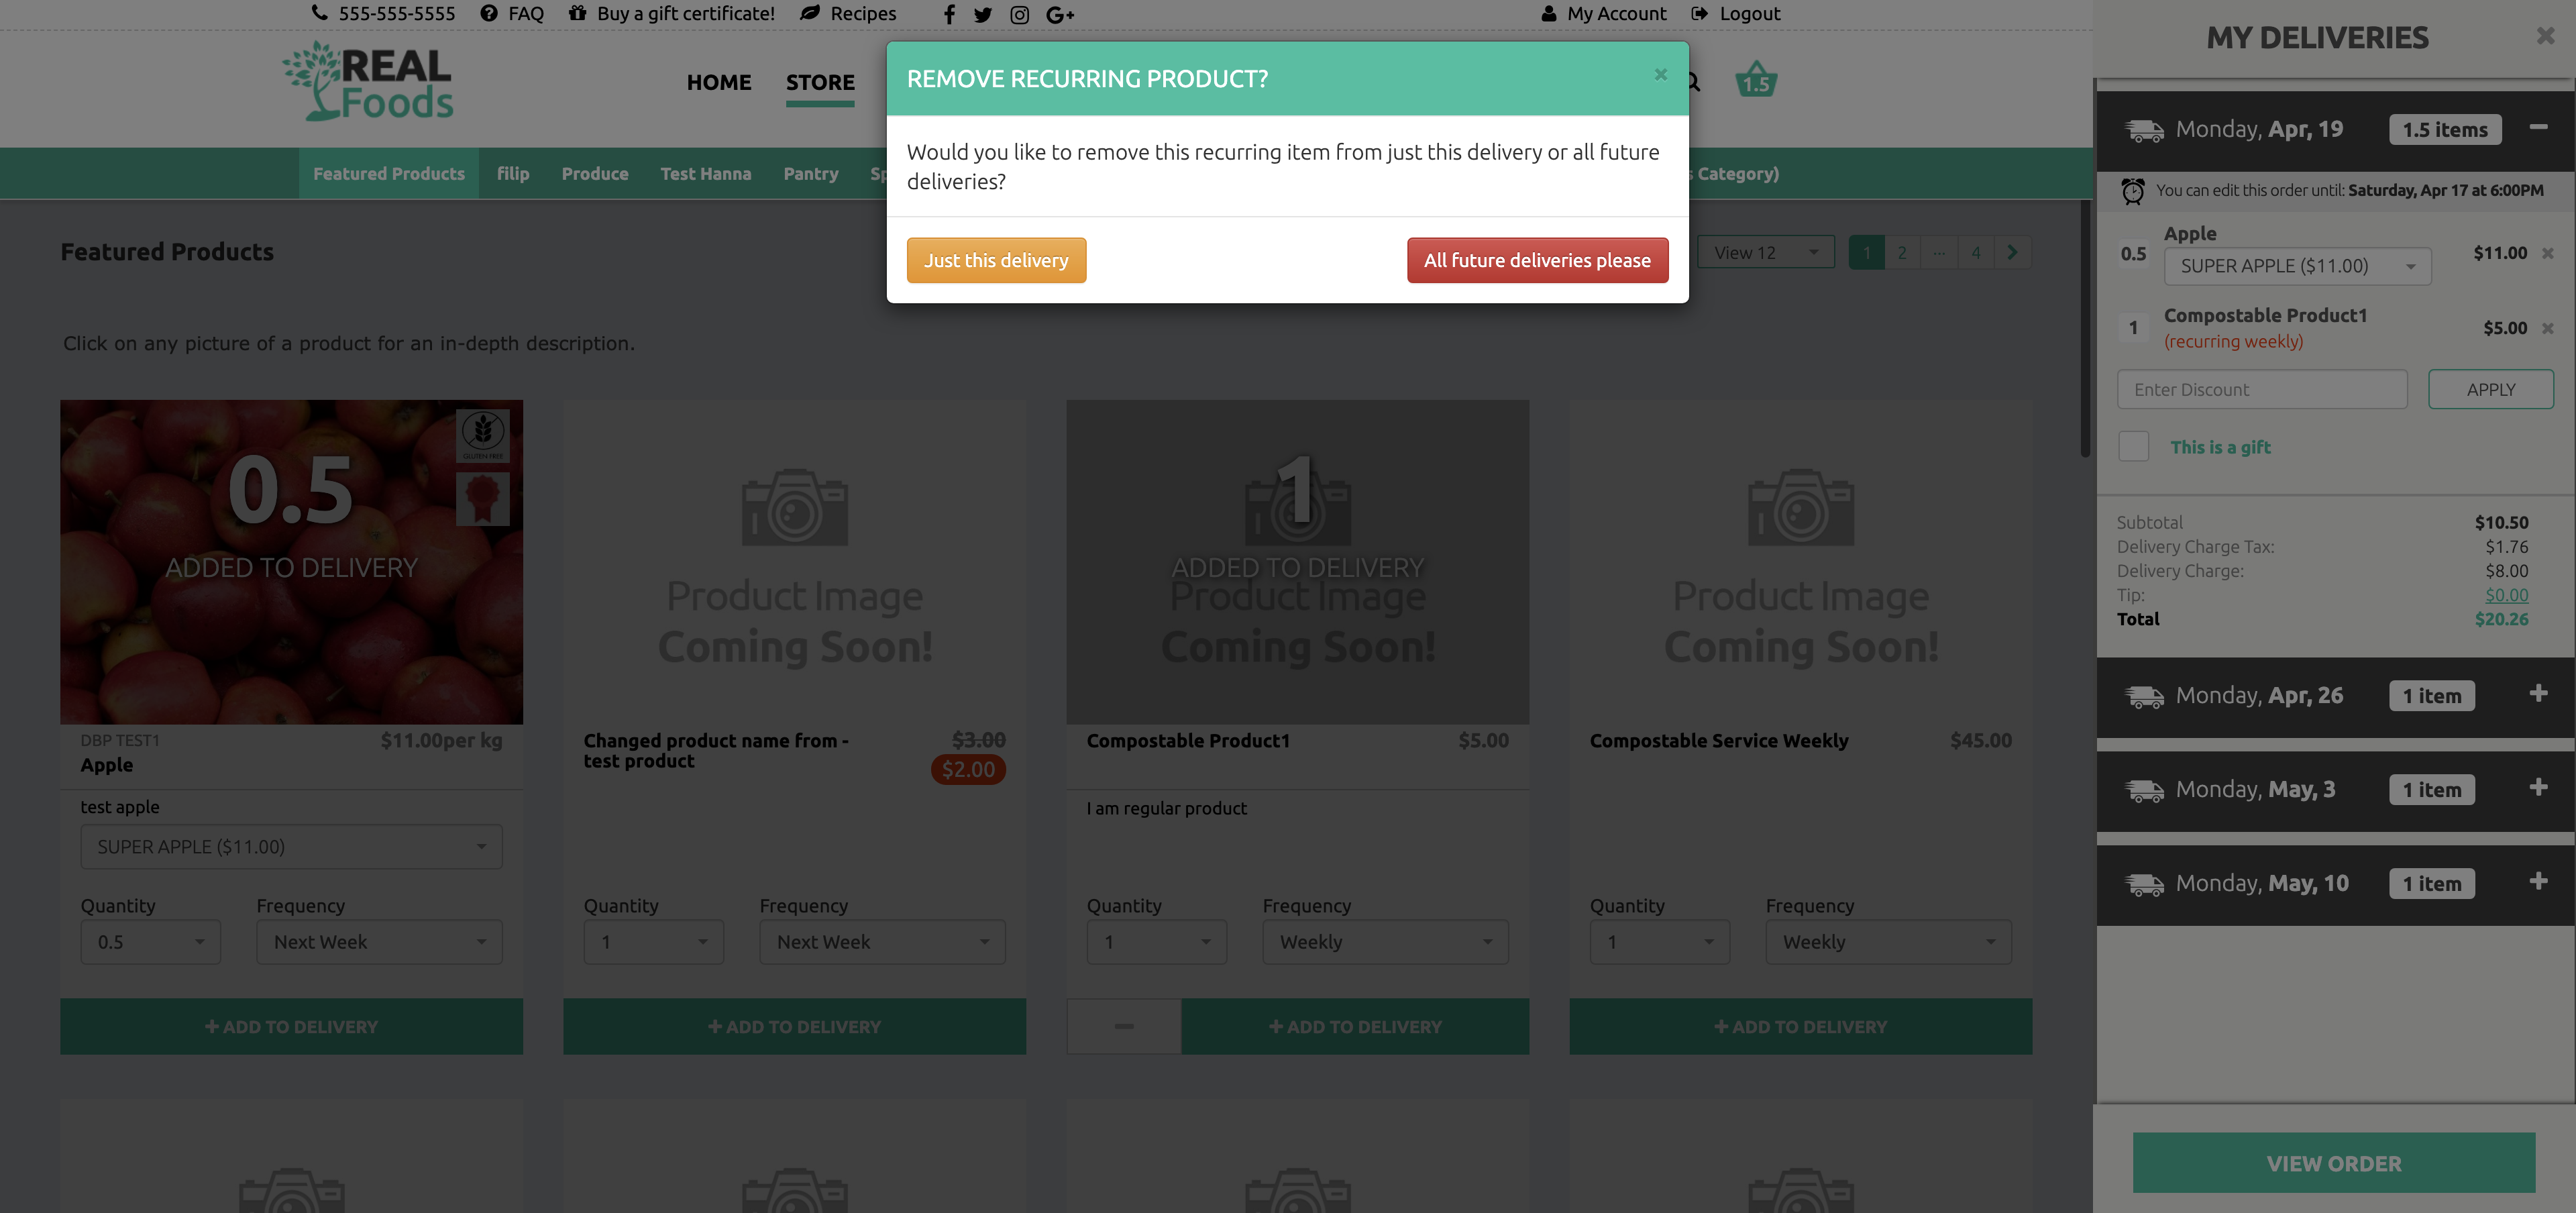 555-555-5555 FAQ Buy a gift certificate! Recipes G+ My Account Logout
REAL
Foods
HOME STORE
1.5
Featured Products filip Produce Test Hanna Pantry Category)
REMOVE RECURRING PRODUCT? ×
Would you like to remove this recurring item from just this delivery or all future
deliveries?
Just this delivery All future deliveries please
Featured Products
View 12 1 2 ... 4
Click on any picture of a product for an in-depth description.
0.5
ADDED TO DELIVERY
GLUTEN FREE
DBP TEST1 $11.00per kg
Apple
test apple
SUPER APPLE ($11.00)
Quantity Frequency
0.5 Next Week
+ ADD TO DELIVERY
Product Image
Coming Soon!
Changed product name from - $3.00
test product $2.00
Quantity Frequency
1 Next Week
+ ADD TO DELIVERY
1
ADDED TO DELIVERY
Product Image
Coming Soon!
Compostable Product1 $5.00
I am regular product
Quantity Frequency
1 Weekly
+ ADD TO DELIVERY
Product Image
Coming Soon!
Compostable Service Weekly $45.00
Quantity Frequency
1 Weekly
+ ADD TO DELIVERY
MY DELIVERIES ×
Monday, Apr, 19 1.5 items
You can edit this order until: Saturday, Apr 17 at 6:00PM
Apple
0.5 SUPER APPLE ($11.00) $11.00 ×
Compostable Product1
1 $5.00 ×
(recurring weekly)
Enter Discount APPLY
This is a gift
Subtotal $10.50
Delivery Charge Tax: $1.76
Delivery Charge: $8.00
Tip: $0.00
Total $20.26
Monday, Apr, 26 1 item +
Monday, May, 3 1 item +
Monday, May, 10 1 item +
VIEW ORDER